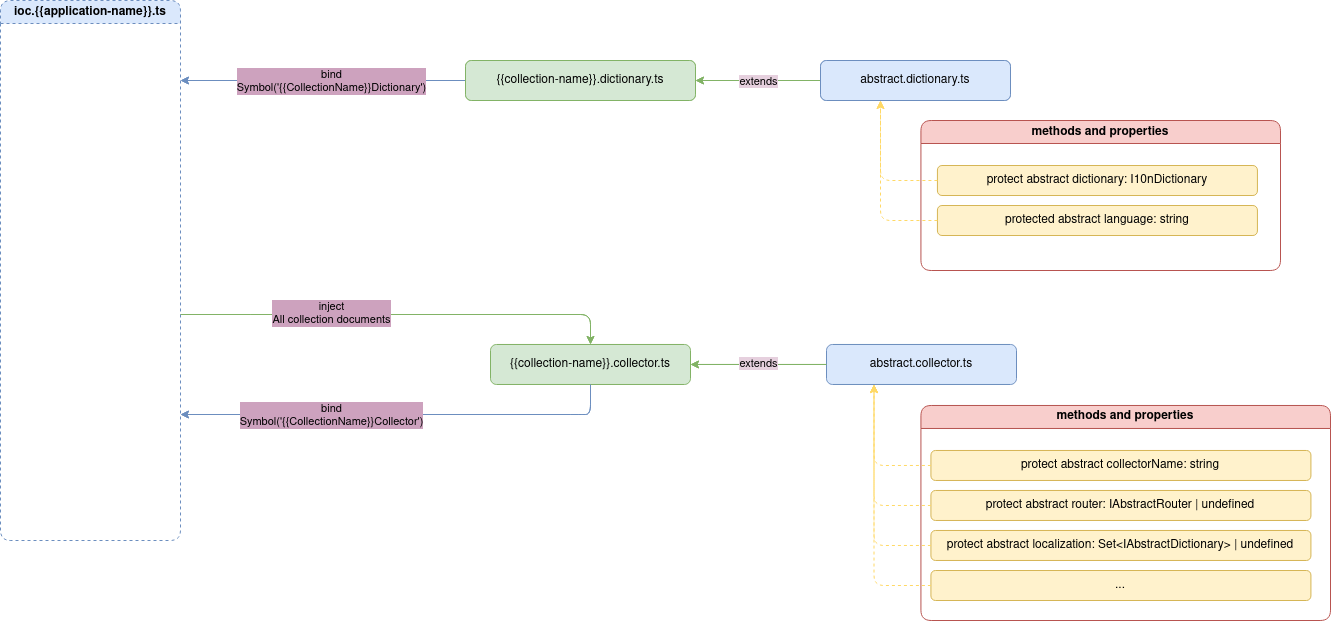 ioc.{{application-name}}.ts
bind
Symbol('{{CollectionName}}Dictionary')
{{collection-name}}.dictionary.ts
extends
abstract.dictionary.ts
methods and properties
protect abstract dictionary: I10nDictionary
protected abstract language: string
inject
All collection documents
{{collection-name}}.collector.ts
extends
abstract.collector.ts
bind
Symbol('{{CollectionName}}Collector')
methods and properties
protect abstract collectorName: string
protect abstract router: IAbstractRouter | undefined
protect abstract localization: Set<IAbstractDictionary> | undefined
...